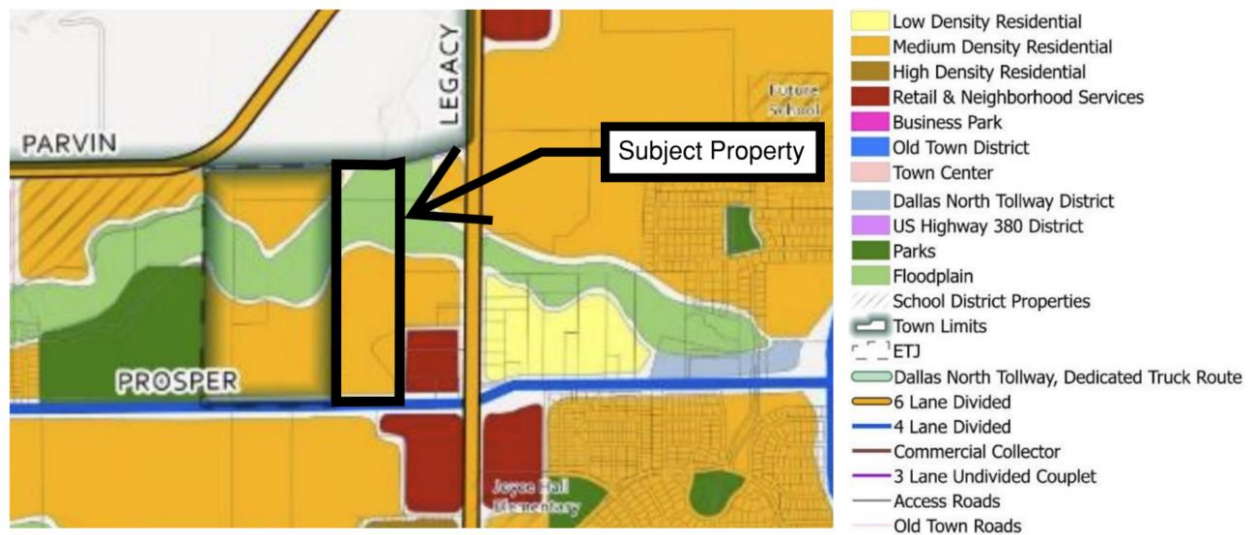 PARVIN
LEGACY
Future
School
Subject Property
PROSPER
Joyce Hall
Elementary
Low Density Residential
Medium Density Residential
High Density Residential
Retail & Neighborhood Services
Business Park
Old Town District
Town Center
Dallas North Tollway District
US Highway 380 District
Parks
Floodplain
School District Properties
Town Limits
ETJ
Dallas North Tollway, Dedicated Truck Route
6 Lane Divided
4 Lane Divided
Commercial Collector
3 Lane Undivided Couplet
Access Roads
Old Town Roads